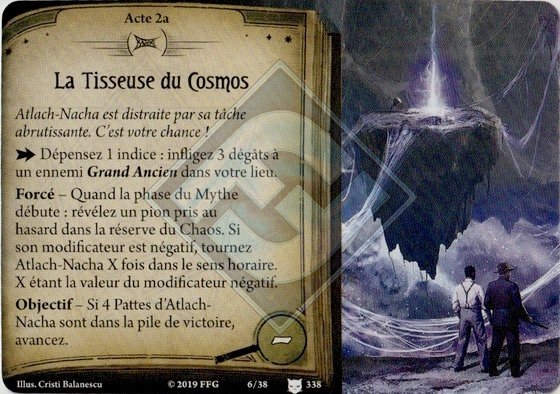 Acte 2a
La Tisseuse du Cosmos
Atlach-Nacha est distraite par sa tâche
abrutissante. C'est votre chance !
Dépensez 1 indice : infligez 3 dégâts à
un ennemi Grand Ancien dans votre lieu.
Forcé – Quand la phase du Mythe
débute : révélez un pion pris au
hasard dans la réserve du Chaos. Si
son modificateur est négatif, tournez
Atlach-Nacha X fois dans le sens horaire.
X étant la valeur du modificateur négatif.
Objectif – Si 4 Pattes d'Atlach-
Nacha sont dans la pile de victoire,
avancez.
–
Illus. Cristi Balanescu © 2019 FFG 6/38 338